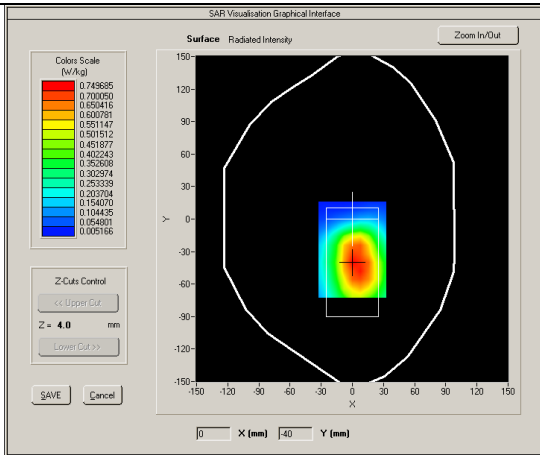 SAR Visualisation Graphical Interface
Surface Radiated Intensity
Zoom In/Out
Colors Scale
(W/kg)
0.749685
0.700050
0.650416
0.600781
0.551147
0.501512
0.451877
0.402243
0.352608
0.302974
0.253339
0.203704
0.154070
0.104435
0.054801
0.005166
Z-Cuts Control
<< Upper Cut
Z = 4.0 mm
Lower Cut >>
SAVE Cancel
150
120
90
60
30
0
-30
-60
-90
-120
-150
Y
-150 -120 -90 -60 -30 0 30 60 90 120 150
X
0 X (mm) -40 Y (mm)